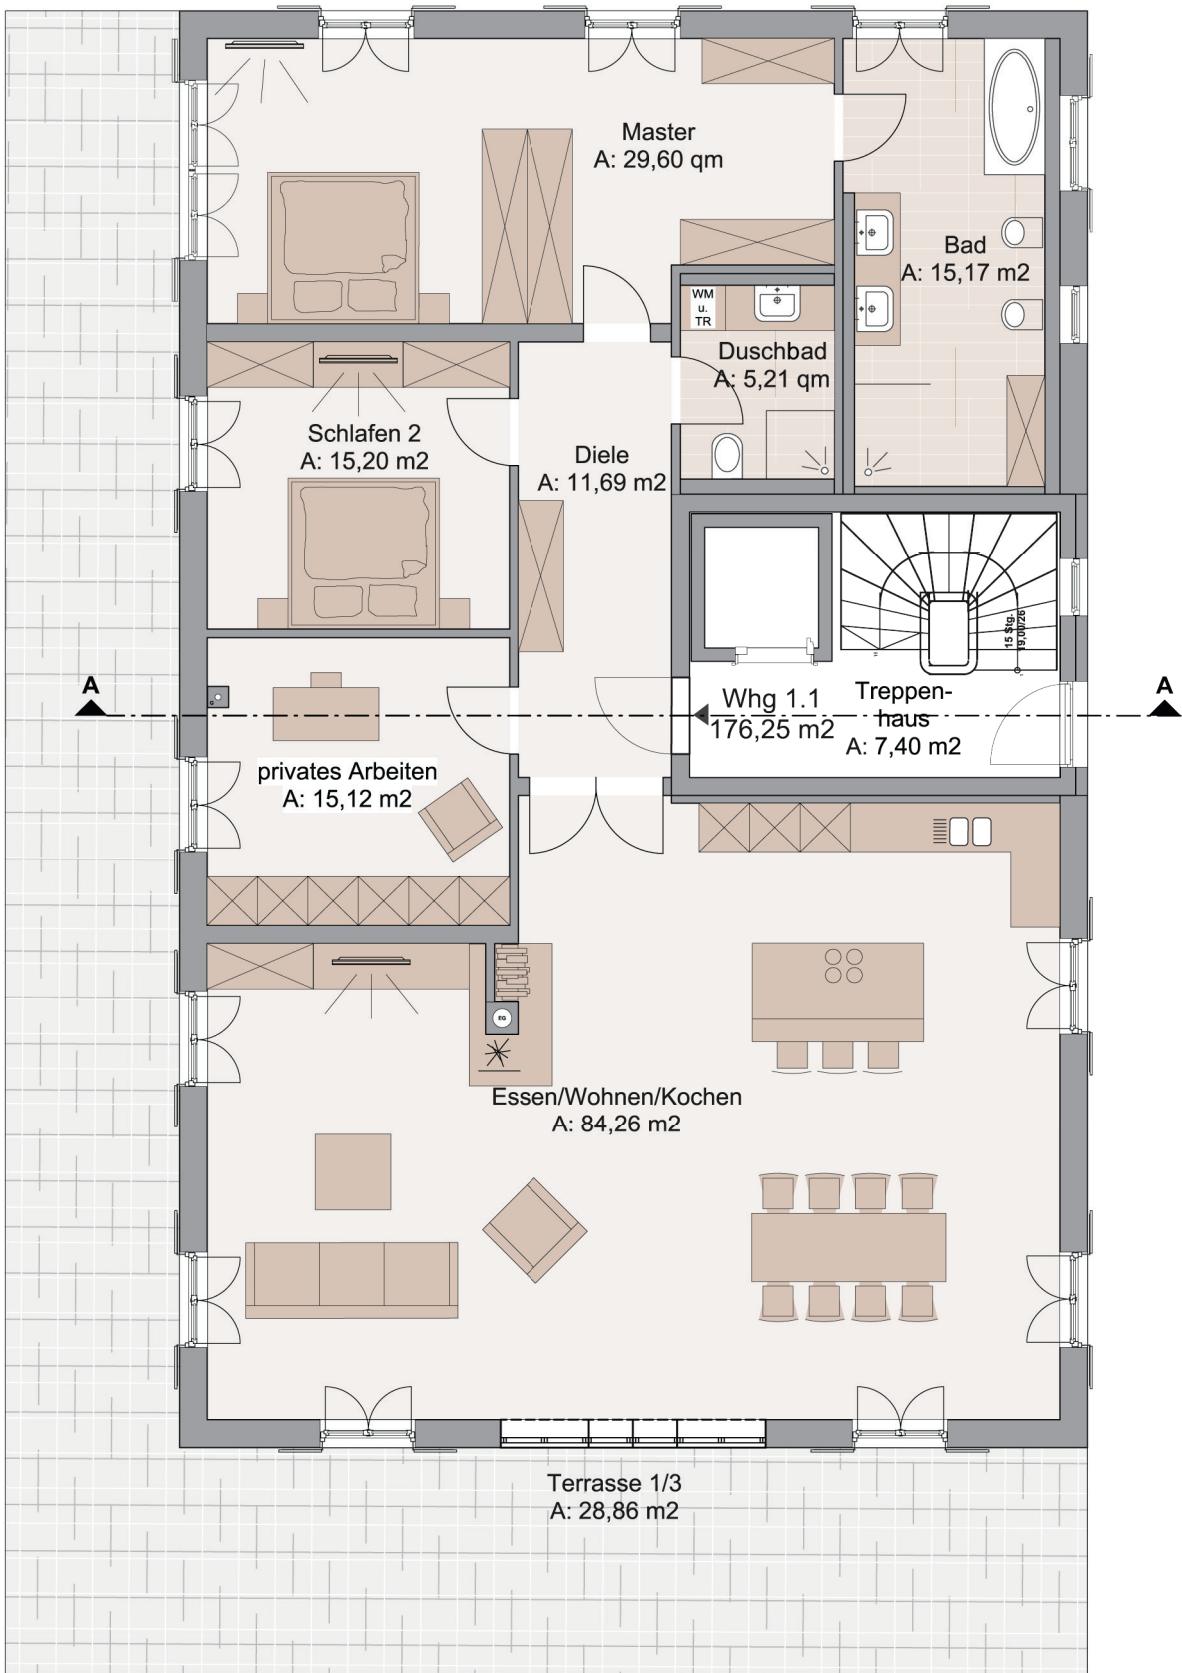 Master
A: 29,60 qm
Bad
A: 15,17 m2
WM
u.
TR
Duschbad
A: 5,21 qm
Schlafen 2
A: 15,20 m2
Diele
A: 11,69 m2
15 Stg.
19,00/26
A
A
Whg 1.1
176,25 m2
Treppen-
haus
A: 7,40 m2
privates Arbeiten
A: 15,12 m2
EG
Essen/Wohnen/Kochen
A: 84,26 m2
Terrasse 1/3
A: 28,86 m2